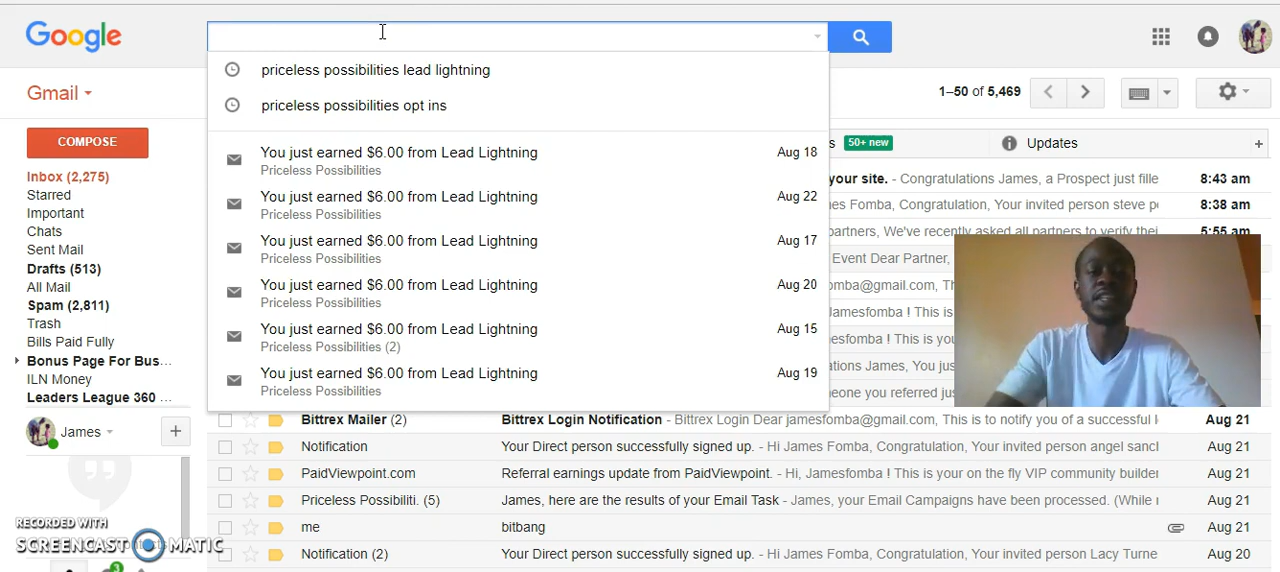 Google
priceless possibilities lead lightning
priceless possibilities opt ins
Gmail
1–50 of 5,469
COMPOSE
You just earned $6.00 from Lead Lightning Aug 18
Priceless Possibilities
You just earned $6.00 from Lead Lightning Aug 22
Priceless Possibilities
You just earned $6.00 from Lead Lightning Aug 17
Priceless Possibilities
You just earned $6.00 from Lead Lightning Aug 20
Priceless Possibilities
You just earned $6.00 from Lead Lightning Aug 15
Priceless Possibilities (2)
You just earned $6.00 from Lead Lightning Aug 19
Priceless Possibilities
50+ new
Updates
+
your site. - Congratulations James, a Prospect just fille 8:43 am
es Fomba, Congratulation, Your invited person steve 8:38 am
partners, We've recently asked all partners to verify thei 5:55 am
Event Dear Partner,
omba@gmail.com,
Jamesfomba ! This is
This is you
ations James, You jus
eone you referred jus
Inbox (2,275)
Starred
Important
Chats
Sent Mail
Drafts (513)
All Mail
Spam (2,811)
Trash
Bills Paid Fully
Bonus Page For Bus...
ILN Money
Leaders League 360 ...
James
+
Bittrex Mailer (2) Bittrex Login Notification - Bittrex Login Dear jamesfomba@gmail.com, This is to notify you of a successful l Aug 21
Notification Your Direct person successfully signed up. - Hi James Fomba, Congratulation, Your invited person angel sancl Aug 21
PaidViewpoint.com Referral earnings update from PaidViewpoint. - Hi, Jamesfomba ! This is your on the fly VIP community builder Aug 21
Priceless Possibiliti. (5) James, here are the results of your Email Task - James, your Email Campaigns have been processed. (While r Aug 21
me bitbang Aug 21
Notification (2) Your Direct person successfully signed up. - Hi James Fomba, Congratulation, Your invited person Lacy Turne Aug 20
RECORDED WITH
SCREENCAST MATIC
3